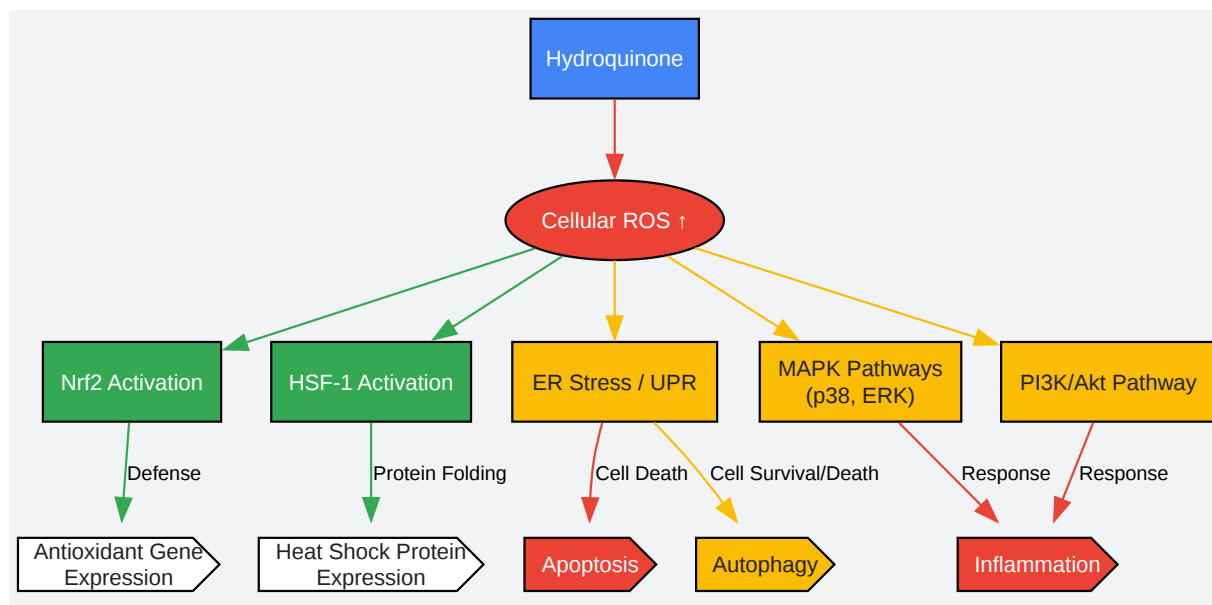 Hydroquinone
Cellular ROS ↑
Nrf2 Activation
HSF-1 Activation
ER Stress / UPR
MAPK Pathways
(p38, ERK)
PI3K/Akt Pathway
Defense
Protein Folding
Cell Death
Cell Survival/Death
Response
Response
Antioxidant Gene
Expression
Heat Shock Protein
Expression
Apoptosis
Autophagy
Inflammation